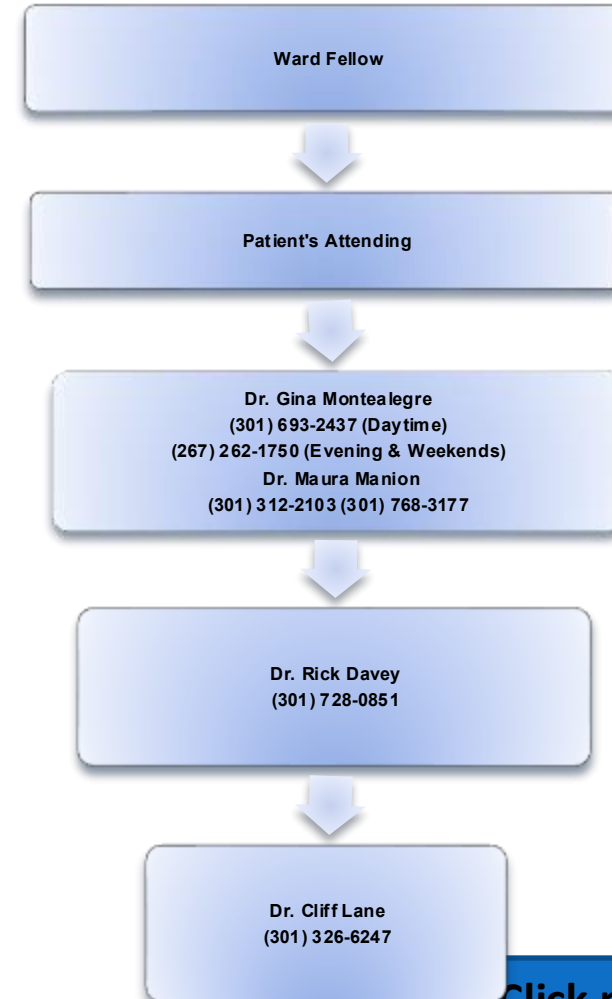 Ward Fellow
Patient's Attending
Dr. Gina Montealegre
(301) 693-2437 (Daytime)
(267) 262-1750 (Evening & Weekends)
Dr. Maura Manion
(301) 312-2103 (301) 768-3177
Dr. Rick Davey
(301) 728-0851
Dr. Cliff Lane
(301) 326-6247
Click